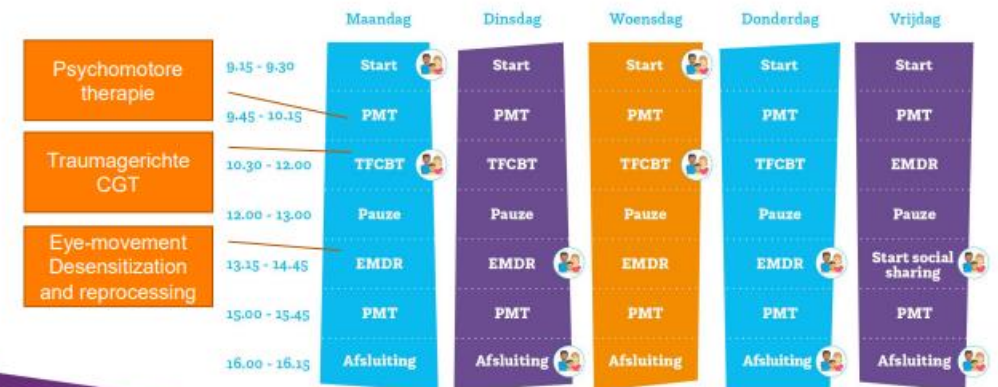 Maandag Dinsdag Woensdag Donderdag Vrijdag
Psychomotore
therapie
9.15 - 9.30 Start Start Start Start Start
9.45 - 10.15 PMT PMT PMT PMT PMT
Traumagerichte
CGT
10.30 - 12.00 TFCBT TFCBT TFCBT TFCBT EMDR
12.00 - 13.00 Pauze Pauze Pauze Pauze Pauze
Eye-movement
Desensitization
and reprocessing
13.15 - 14.45 EMDR EMDR EMDR EMDR Start social
sharing
15.00 - 15.45 PMT PMT PMT PMT PMT
16.00 - 16.15 Afsluiting Afsluiting Afsluiting Afsluiting Afsluiting